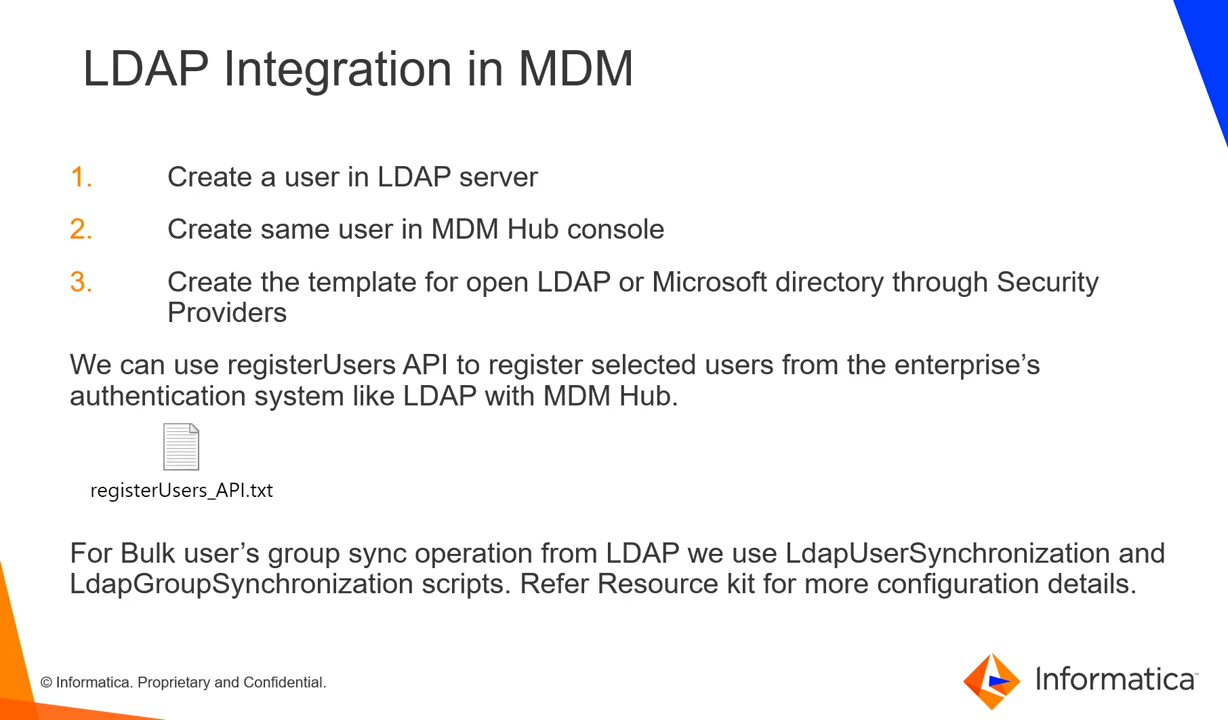 LDAP Integration in MDM
1. Create a user in LDAP server
2. Create same user in MDM Hub console
3. Create the template for open LDAP or Microsoft directory through Security
Providers
We can use registerUsers API to register selected users from the enterprise’s
authentication system like LDAP with MDM Hub.
registerUsers_API.txt
For Bulk user’s group sync operation from LDAP we use LdapUserSynchronization and
LdapGroupSynchronization scripts. Refer Resource kit for more configuration details.
© Informatica. Proprietary and Confidential.
Informatica